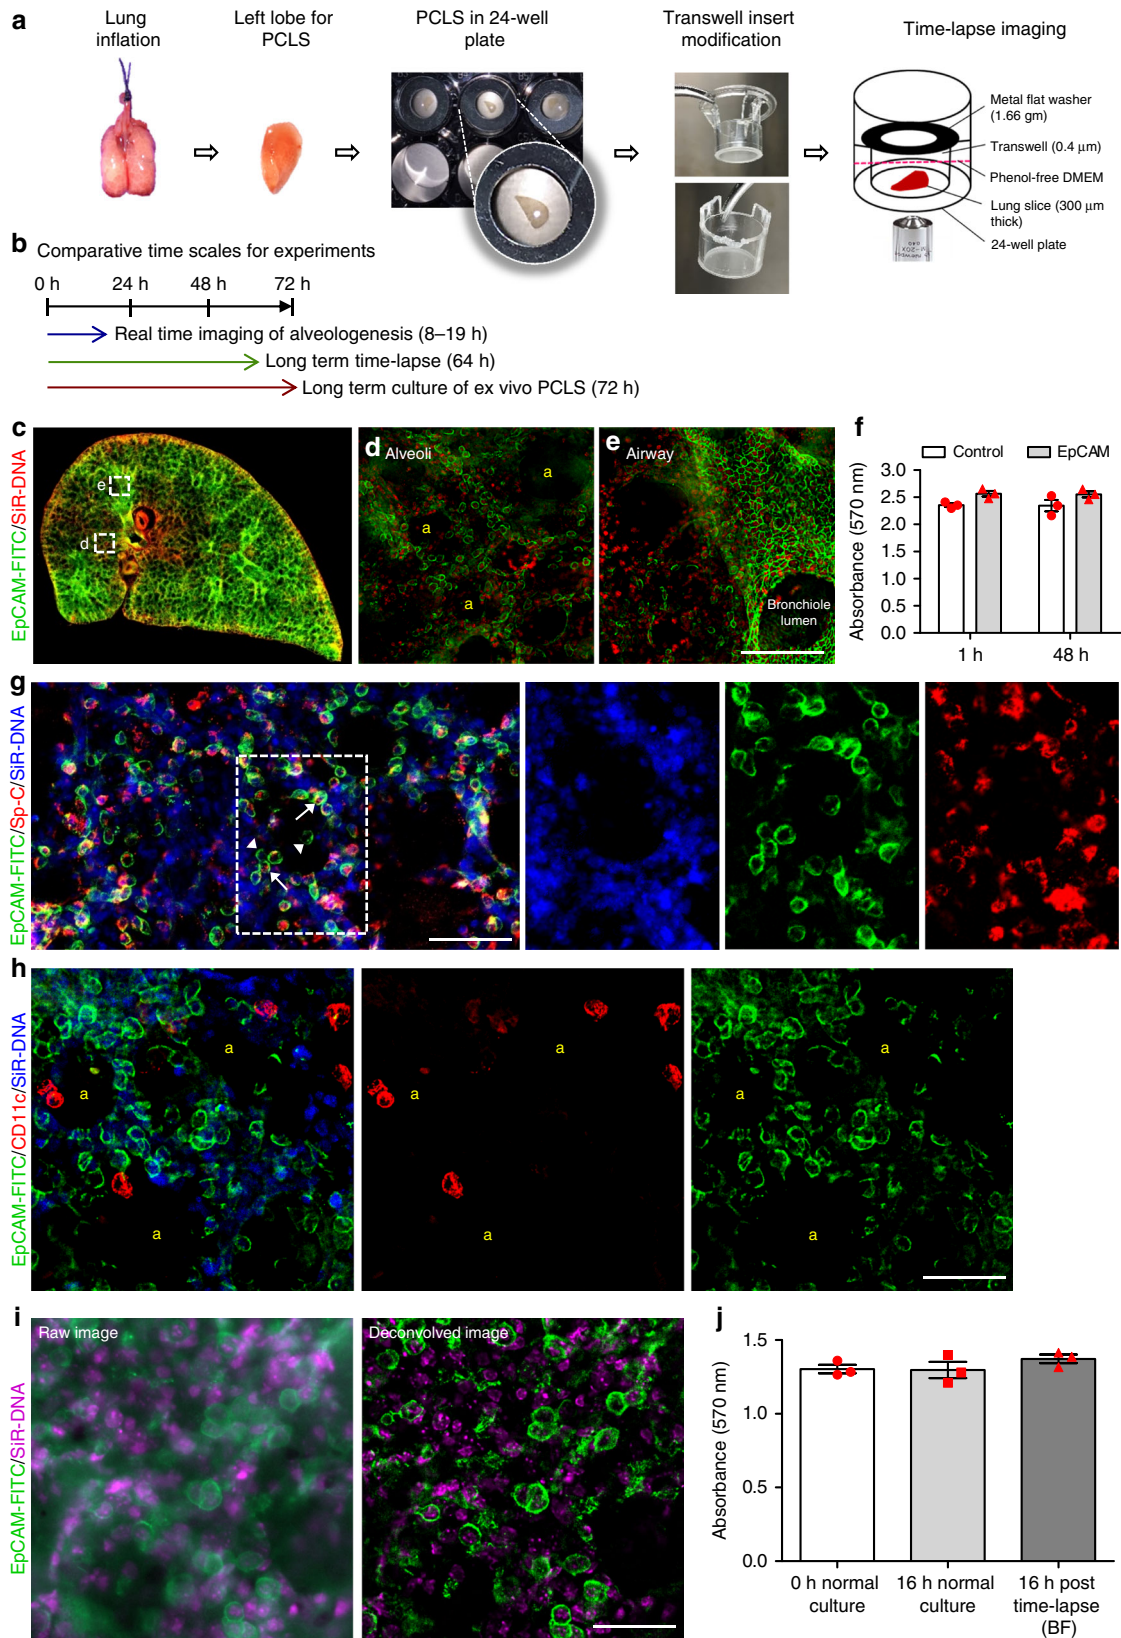 a
Lung
inflation
Left lobe for
PCLS
PCLS in 24-well
plate
Transwell insert
modification
Time-lapse imaging
Metal flat washer
(1.66 gm)
Transwell (0.4 μm)
Phenol-free DMEM
Lung slice (300 μm
thick)
24-well plate
b
Comparative time scales for experiments
0 h 24 h 48 h 72 h
Real time imaging of alveologenesis (8–19 h)
Long term time-lapse (64 h)
Long term culture of ex vivo PCLS (72 h)
c
EpCAM-FITC/SiR-DNA
e
d
d
Alveoli
a
a
a
e
Airway
Bronchiole
lumen
f
Control EpCAM
Absorbance (570 nm)
3.0
2.5
2.0
1.5
1.0
0.5
0.0
1 h 48 h
g
EpCAM-FITC/Sp-C/SiR-DNA
h
EpCAM-FITC/CD11c/SiR-DNA
a
a
a
a
a
a
a
a
a
i
EpCAM-FITC/SiR-DNA
Raw image
Deconvolved image
j
Absorbance (570 nm)
1.5
1.0
0.5
0.0
0 h normal
culture
16 h normal
culture
16 h post
time-lapse
(BF)